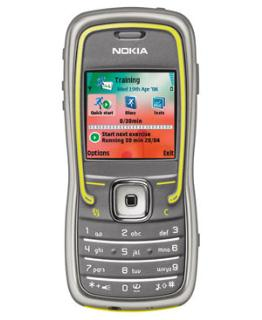 NOKIA
Training
Wed 19th Apr '06
Quick start
Tests
0/30min
Start next exercise
Running 30 min 20/04
Options Exit
1 2 abc def 3
4 ghi 5 jkl mno 6
7 pqrs 8 tuv wxyz 9
* + 0 #